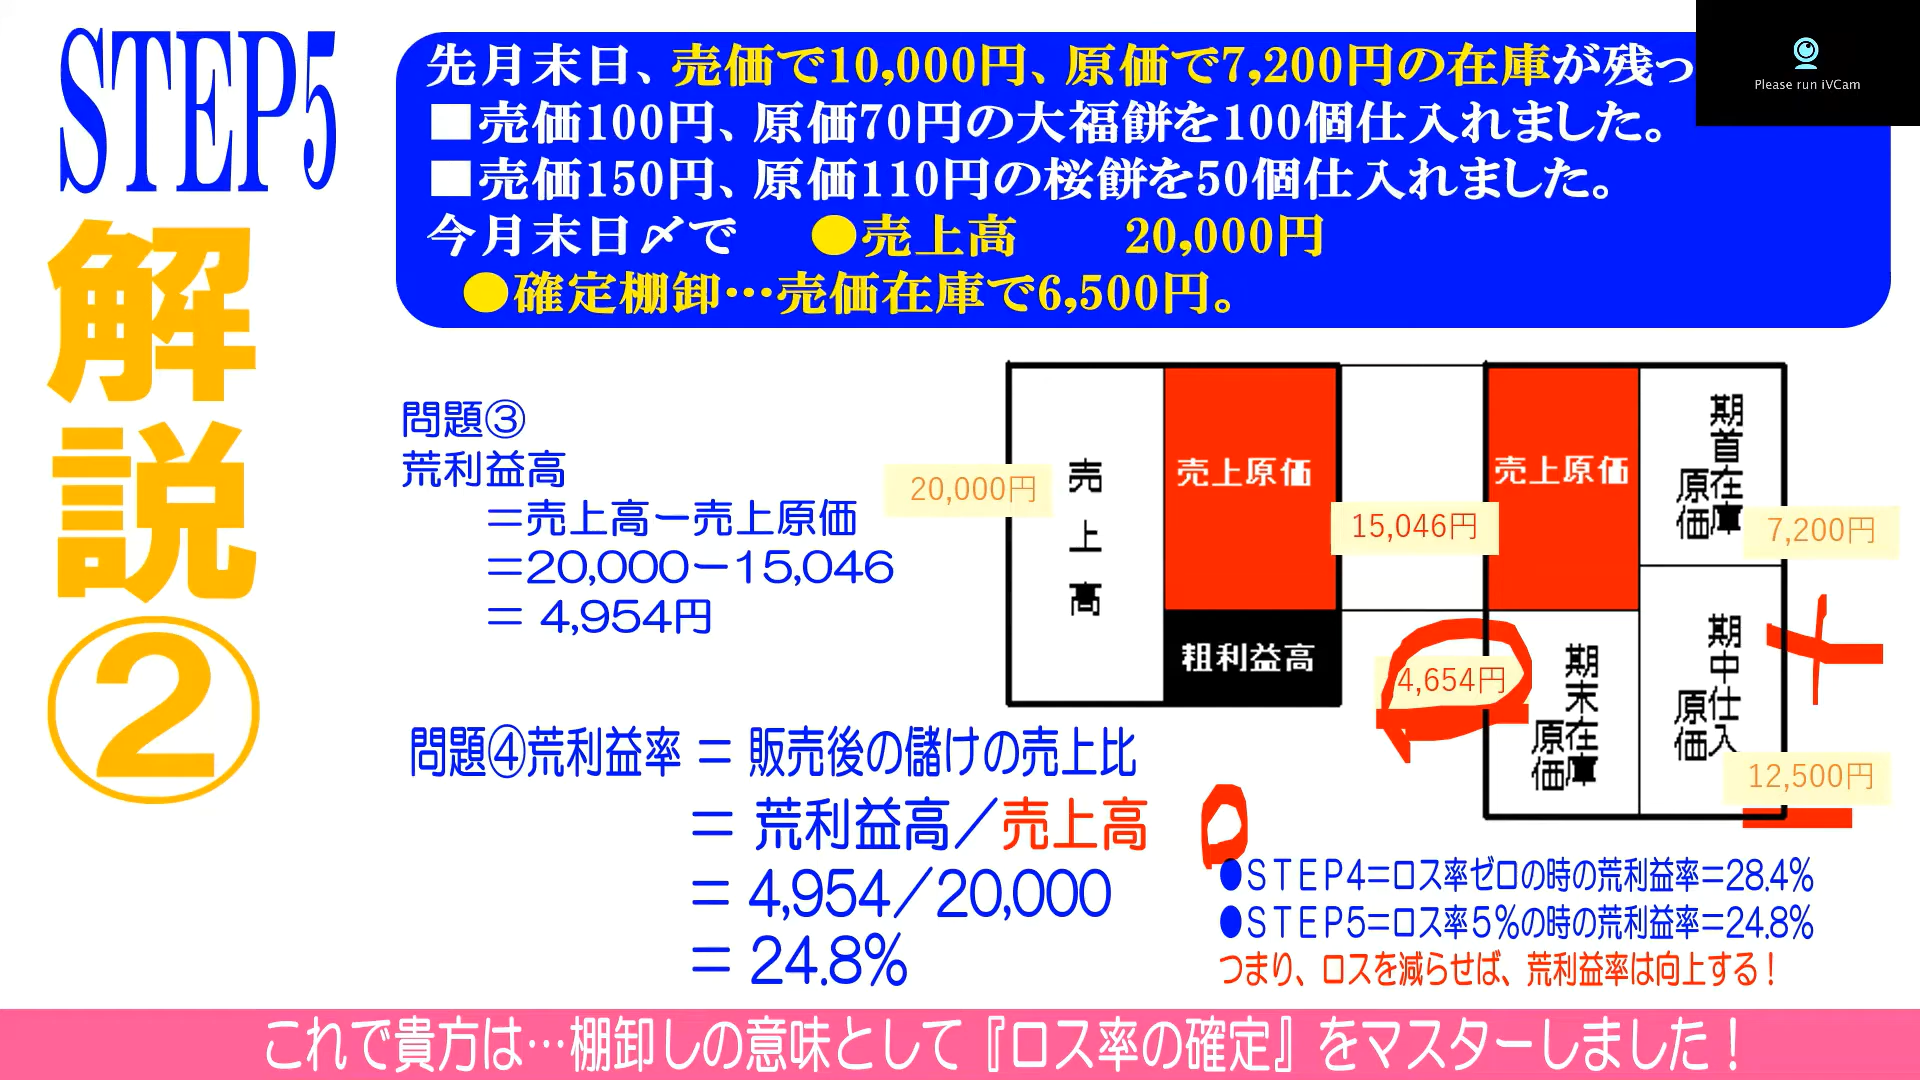 STEP5
解説②
先月末日、売価で10,000円、原価で7,200円の在庫が残っ
■売価100円、原価70円の大福餅を100個仕入れました。
■売価150円、原価110円の桜餅を50個仕入れました。
今月末日〆で ●売上高 20,000円
●確定棚卸…売価在庫で6,500円。
Please run iVCam
問題③
荒利益高
＝売上高ー売上原価
＝20,000－15,046
＝ 4,954円
20,000円
売上高
売上原価
粗利益高
15,046円
4,654円
売上原価
期末在庫原価
期首在庫原価
7,200円
期中仕入原価
12,500円
問題④荒利益率 ＝ 販売後の儲けの売上比
＝ 荒利益高／売上高
＝ 4,954／20,000
＝ 24.8%
●ＳＴＥＰ4＝ロス率ゼロの時の荒利益率＝28.4%
●ＳＴＥＰ5＝ロス率５%の時の荒利益率＝24.8%
つまり、ロスを減らせば、荒利益率は向上する！
これで貴方は…棚卸しの意味として『ロス率の確定』をマスターしました！